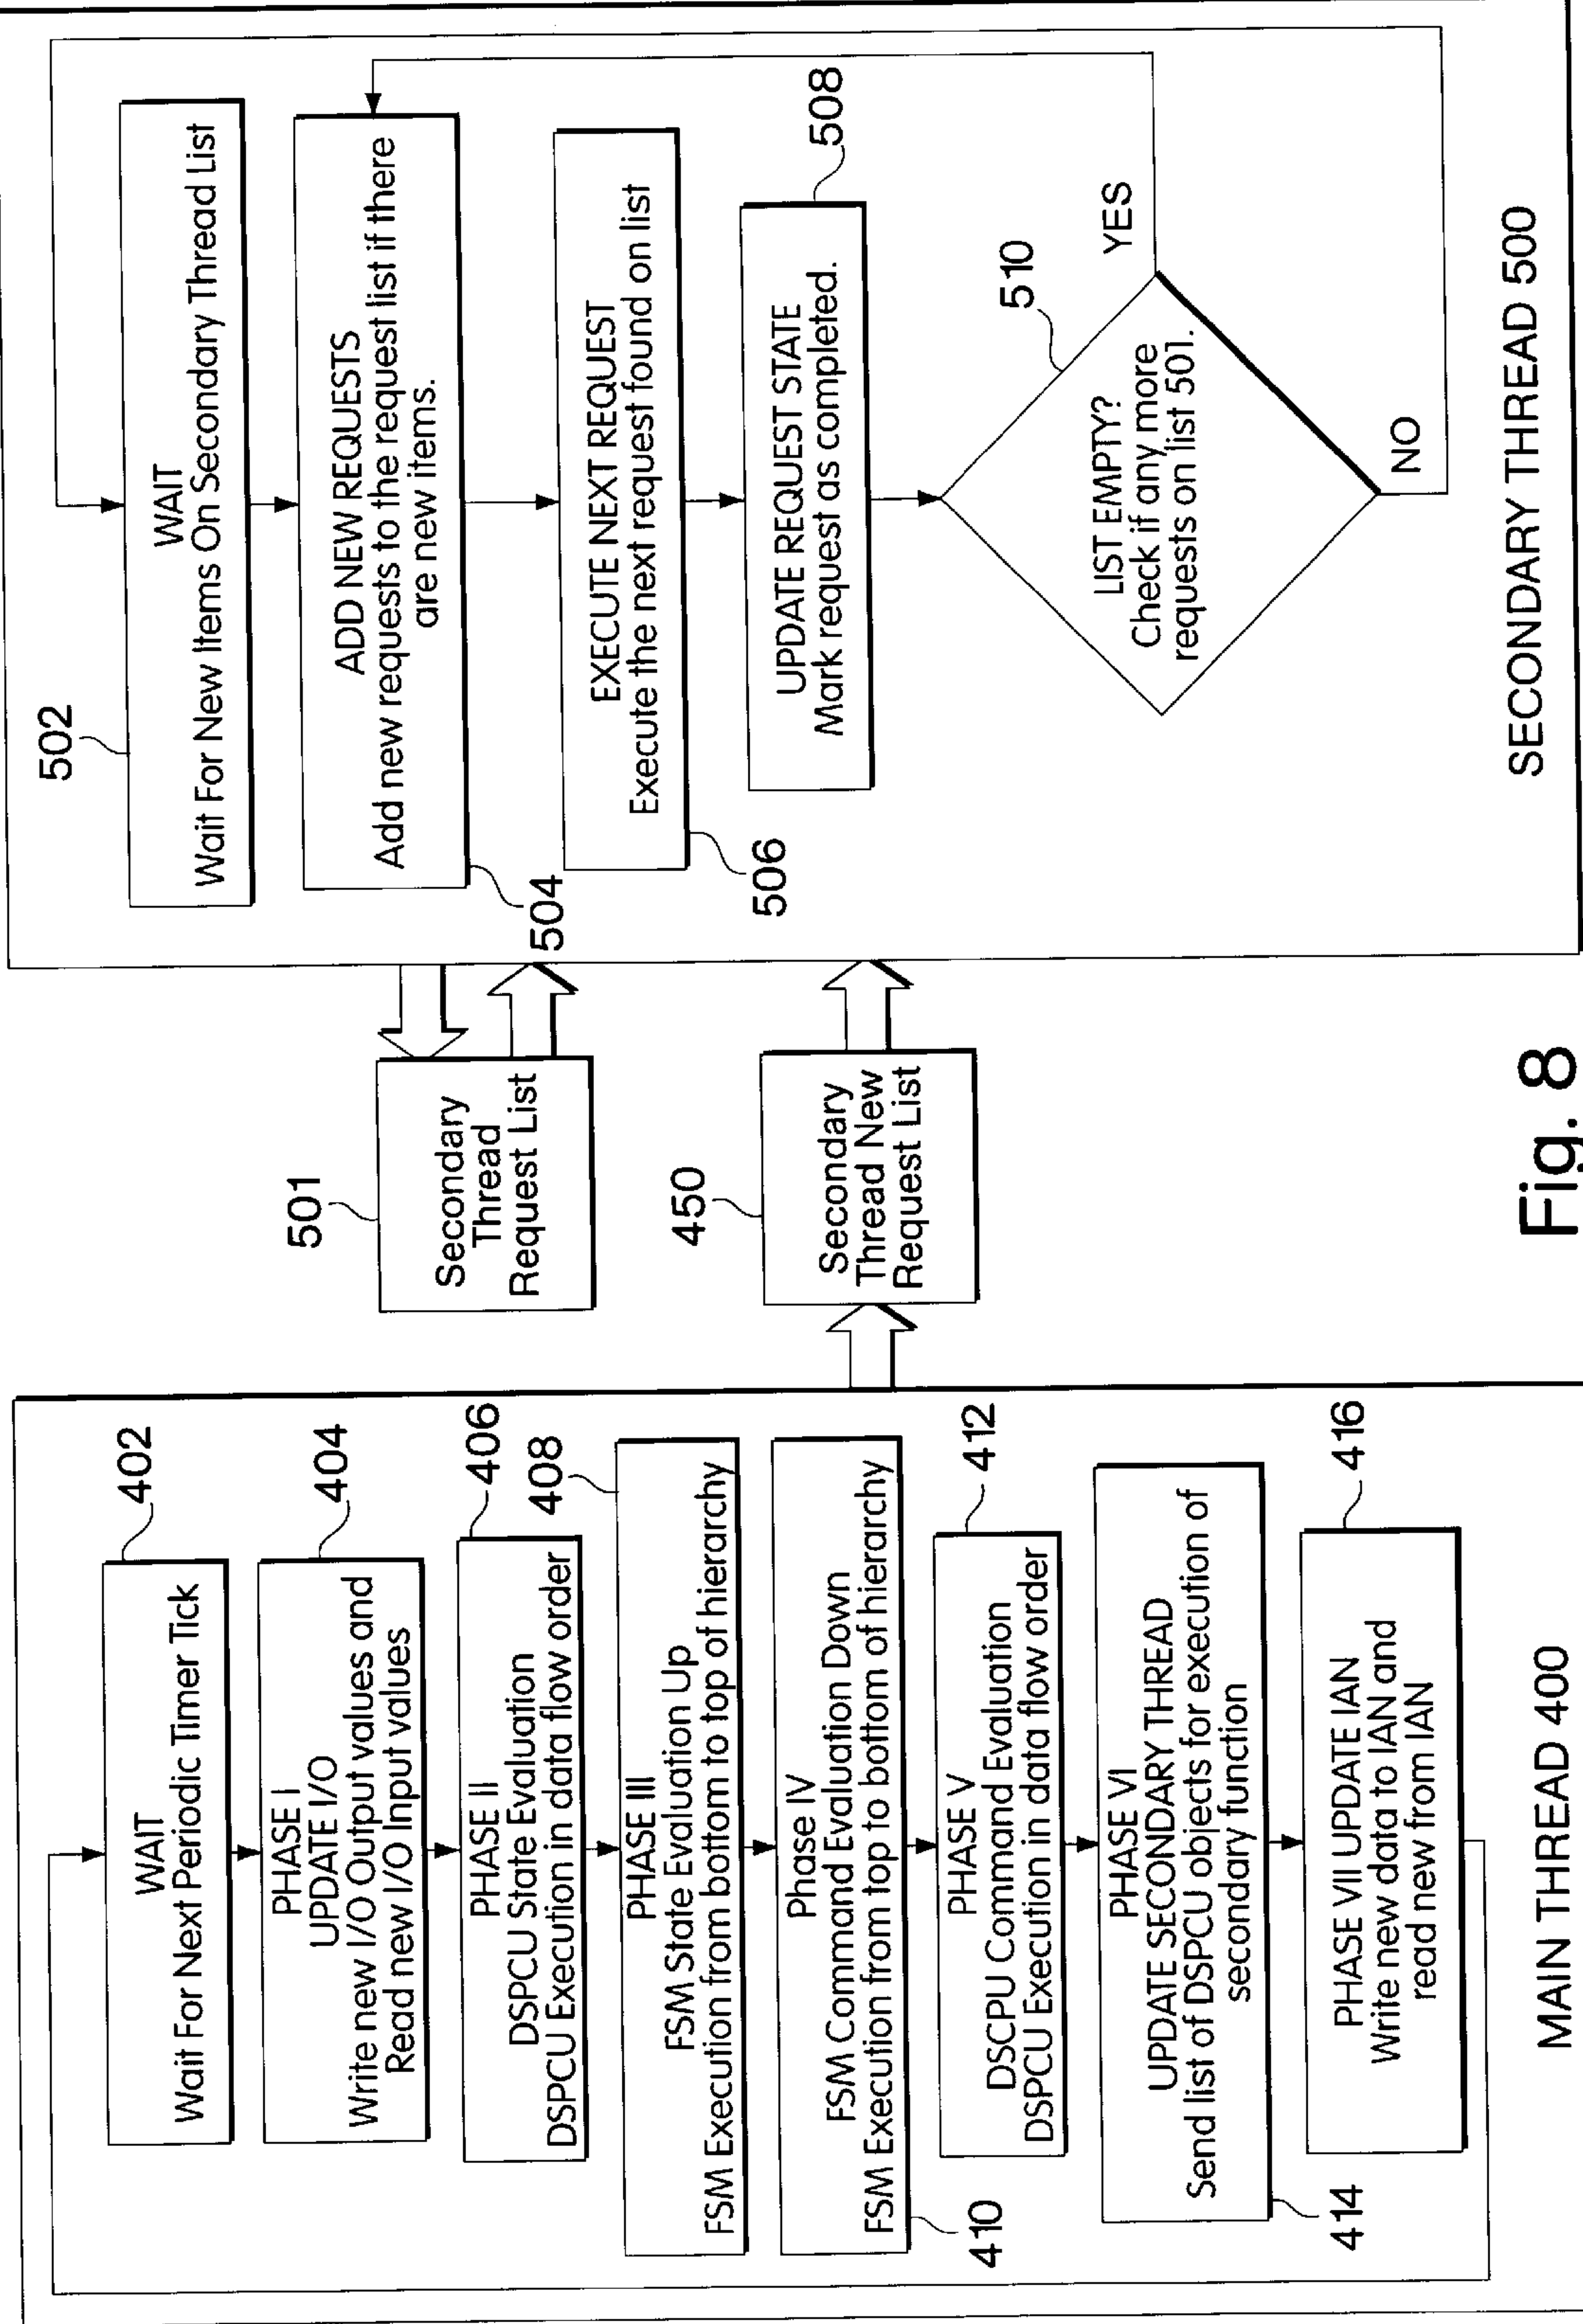 402
WAIT
Wait For Next Periodic Timer Tick
404
PHASE I
UPDATE I/O
Write new I/O Output values and
Read new I/O Input values
406
PHASE II
DSPCU State Evaluation
DSPCU Execution in data flow order
408
PHASE III
FSM State Evaluation Up
FSM Execution from bottom to top of hierarchy
Phase IV
FSM Command Evaluation Down
FSM Execution from top to bottom of hierarchy
410
412
PHASE V
DSCPU Command Evaluation
DSPCU Execution in data flow order
PHASE VI
UPDATE SECONDARY THREAD
Send list of DSPCU objects for execution of
secondary function
414
416
PHASE VII UPDATE IAN
Write new data to IAN and
read new from IAN
MAIN THREAD 400
501
Secondary
Thread
Request List
450
Secondary
Thread New
Request List
Fig. 8
502
WAIT
Wait For New Items On Secondary Thread List
ADD NEW REQUESTS
Add new requests to the request list if there
are new items.
504
EXECUTE NEXT REQUEST
Execute the next request found on list
506
508
UPDATE REQUEST STATE
Mark request as completed.
510
LIST EMPTY?
Check if any more
requests on list 501.
YES
NO
SECONDARY THREAD 500